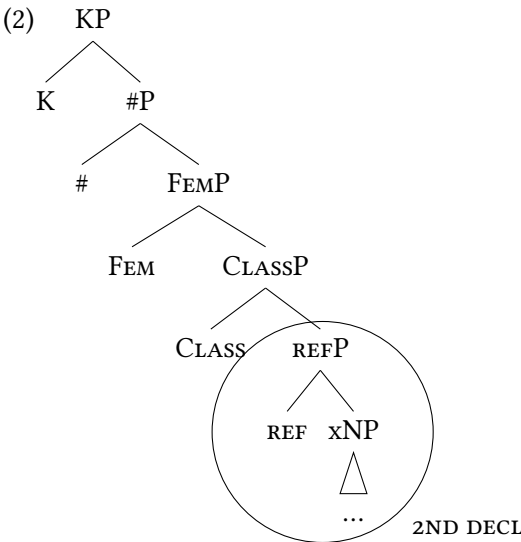 (2) KP
K #P
# FEMP
FEM CLASSP
CLASS REFP
REF xNP
...
2ND DECL